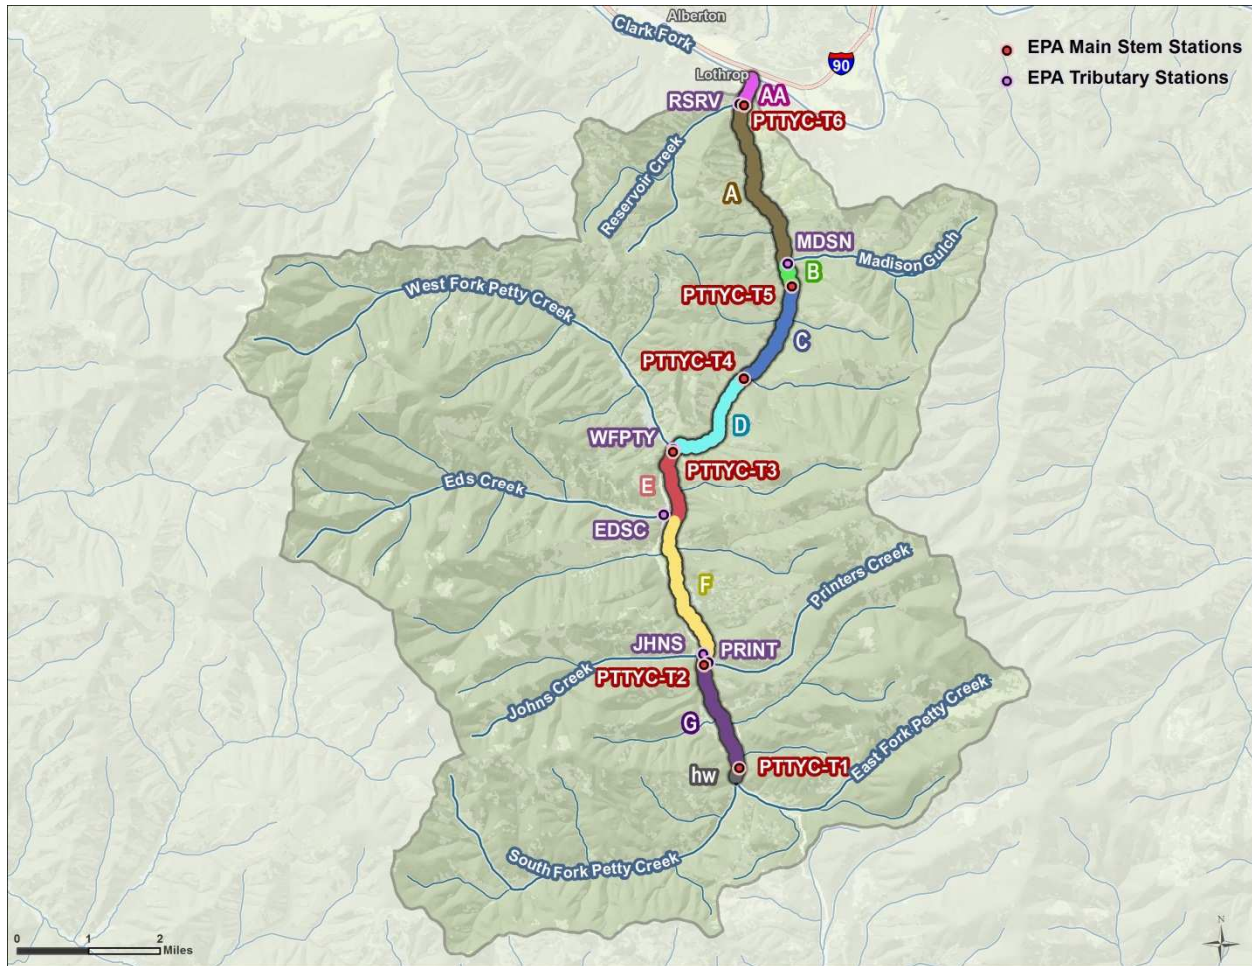 Alberton
Clark Fork
EPA Main Stem Stations
90
Lothrop
EPA Tributary Stations
RSRV
AA
PTTYC-T6
Reservoir Creek
A
MDSN
Madison Gulch
B
West Fork Petty Creek
PTTYC-T5
C
PTTYC-T4
D
WFPTY
PTTYC-T3
Eds Creek
E
EDSC
Printers Creek
F
JHNS
PRINT
PTTYC-T2
Johns Creek
G
East Fork Petty Creek
hw
PTTYC-T1
South Fork Petty Creek
0 1 2
Miles
N